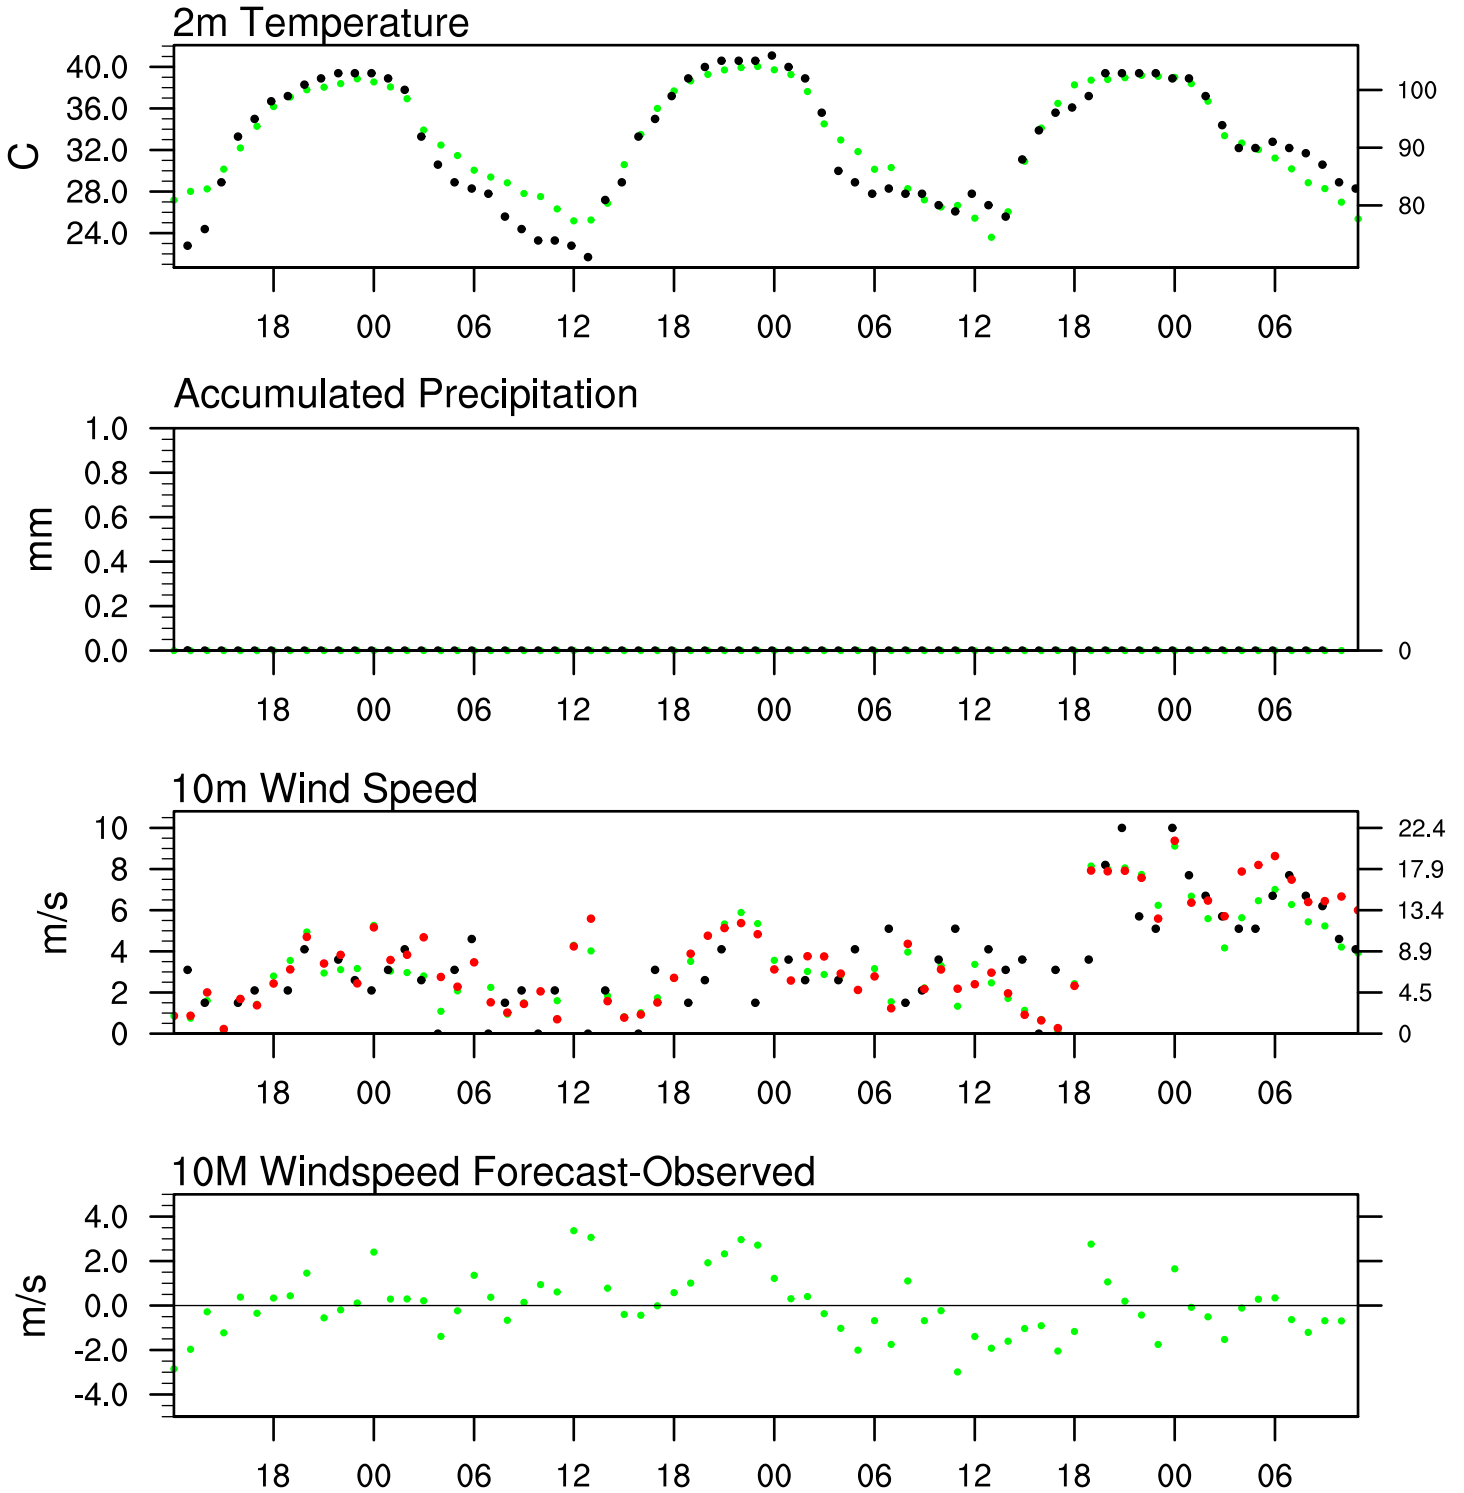 2m Temperature
40.0
36.0
32.0
28.0
24.0
C
100
90
80
18 00 06 12 18 00 06 12 18 00 06
Accumulated Precipitation
1.0
0.8
0.6
0.4
0.2
0.0
mm
0
18 00 06 12 18 00 06 12 18 00 06
10m Wind Speed
10
8
6
4
2
0
m/s
22.4
17.9
13.4
8.9
4.5
0
18 00 06 12 18 00 06 12 18 00 06
10M Windspeed Forecast-Observed
4.0
2.0
0.0
-2.0
-4.0
m/s
18 00 06 12 18 00 06 12 18 00 06